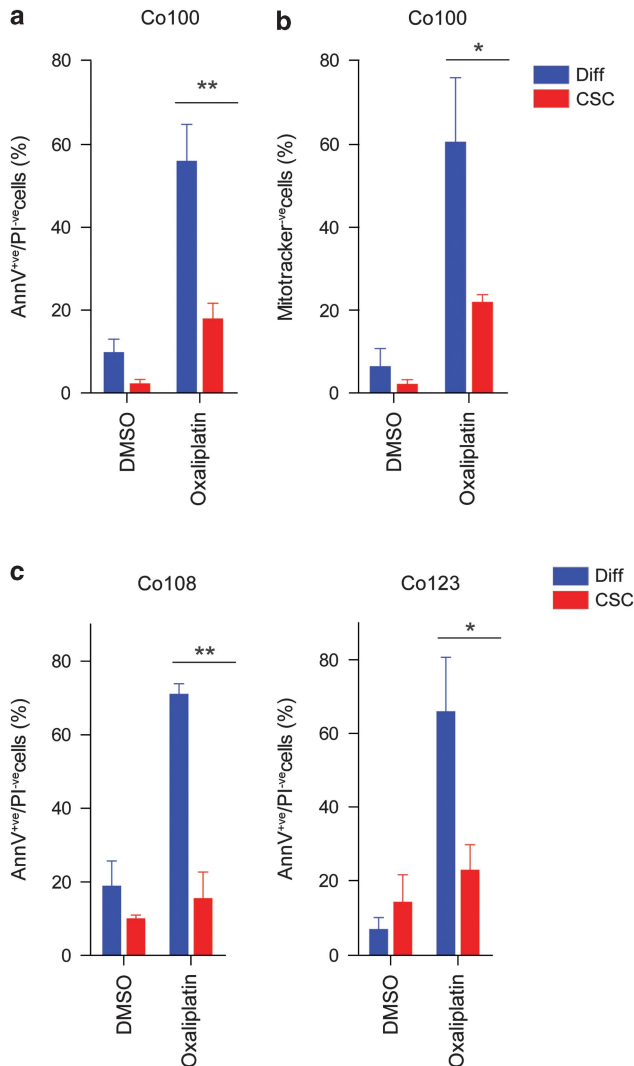 a
Co100
AnnV+ve/PI-vecells (%)
80
60
40
20
0
**
DMSO
Oxaliplatin
b
Co100
Mitotracker-vecells (%)
80
60
40
20
0
*
DMSO
Oxaliplatin
Diff
CSC
c
Co108
AnnV+ve/PI-vecells (%)
80
60
40
20
0
**
DMSO
Oxaliplatin
Co123
AnnV+ve/PI-vecells (%)
80
60
40
20
0
*
DMSO
Oxaliplatin
Diff
CSC